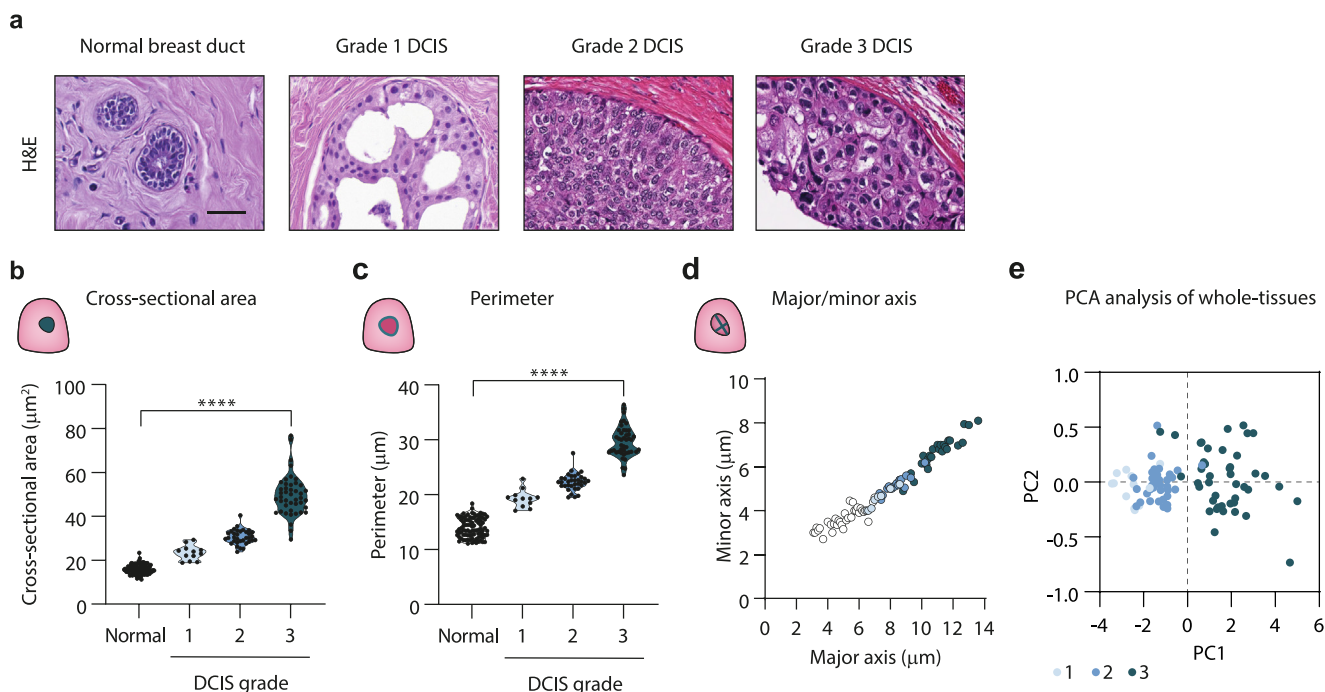 a
Normal breast duct
Grade 1 DCIS
Grade 2 DCIS
Grade 3 DCIS
H&E
b
Cross-sectional area
Cross-sectional area (μm²)
100
80
60
40
20
0
****
Normal
1
2
3
DCIS grade
c
Perimeter
Perimeter (μm)
40
30
20
10
0
****
Normal
1
2
3
DCIS grade
d
Major/minor axis
Minor axis (μm)
10
8
6
4
2
0
0
2
4
6
8
10
12
14
Major axis (μm)
e
PCA analysis of whole-tissues
PC2
1.0
0.5
0.0
-0.5
-1.0
-4
-2
0
2
4
6
PC1
1
2
3